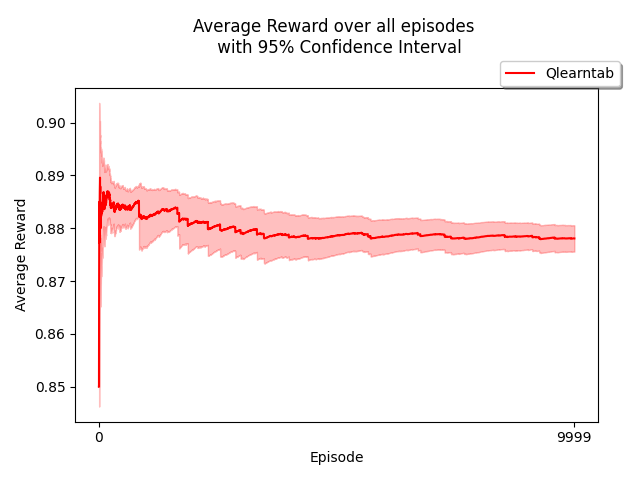 Average Reward over all episodes
with 95% Confidence Interval
Qlearntab
0.90
0.89
0.88
0.87
0.86
0.85
Average Reward
0
9999
Episode